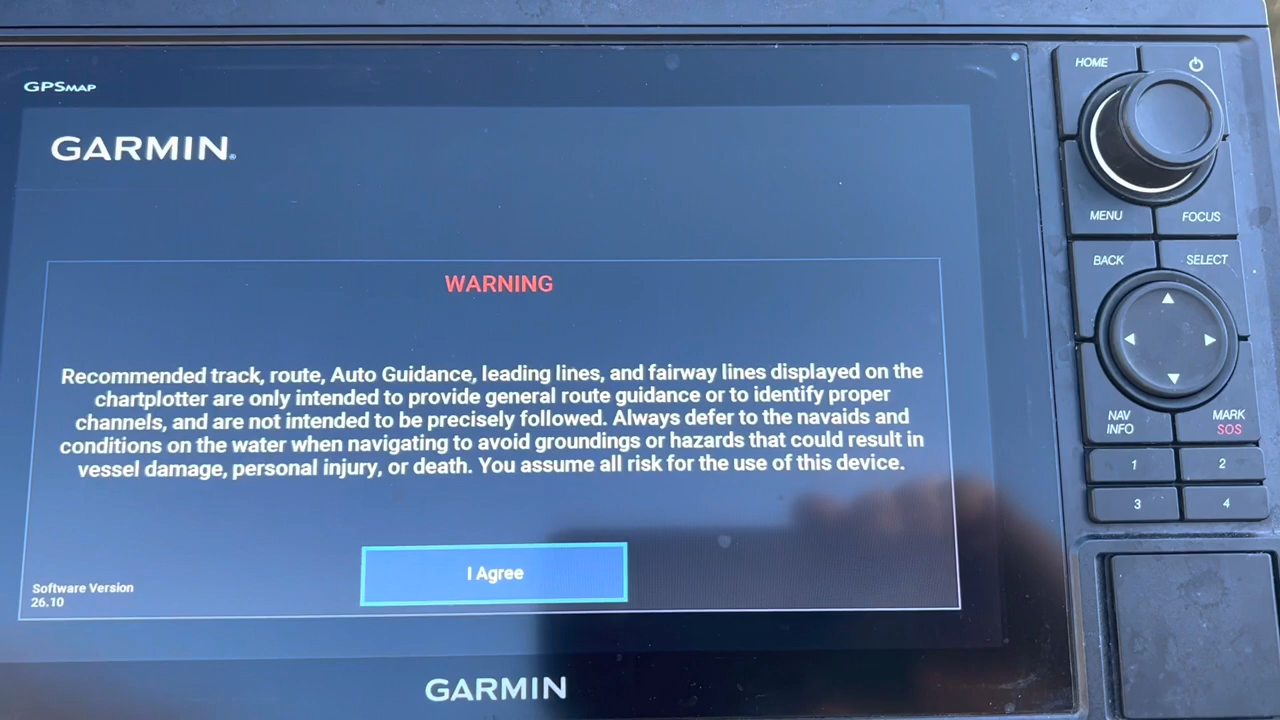 GPSMAP
GARMIN
WARNING
Recommended track, route, Auto Guidance, leading lines, and fairway lines displayed on the
chartplotter are only intended to provide general route guidance or to identify proper
channels, and are not intended to be precisely followed. Always defer to the navaids and
conditions on the water when navigating to avoid groundings or hazards that could result in
vessel damage, personal injury, or death. You assume all risk for the use of this device.
I Agree
Software Version
26.10
GARMIN
HOME
MENU
FOCUS
BACK
SELECT
NAV
INFO
MARK
SOS
1
2
3
4